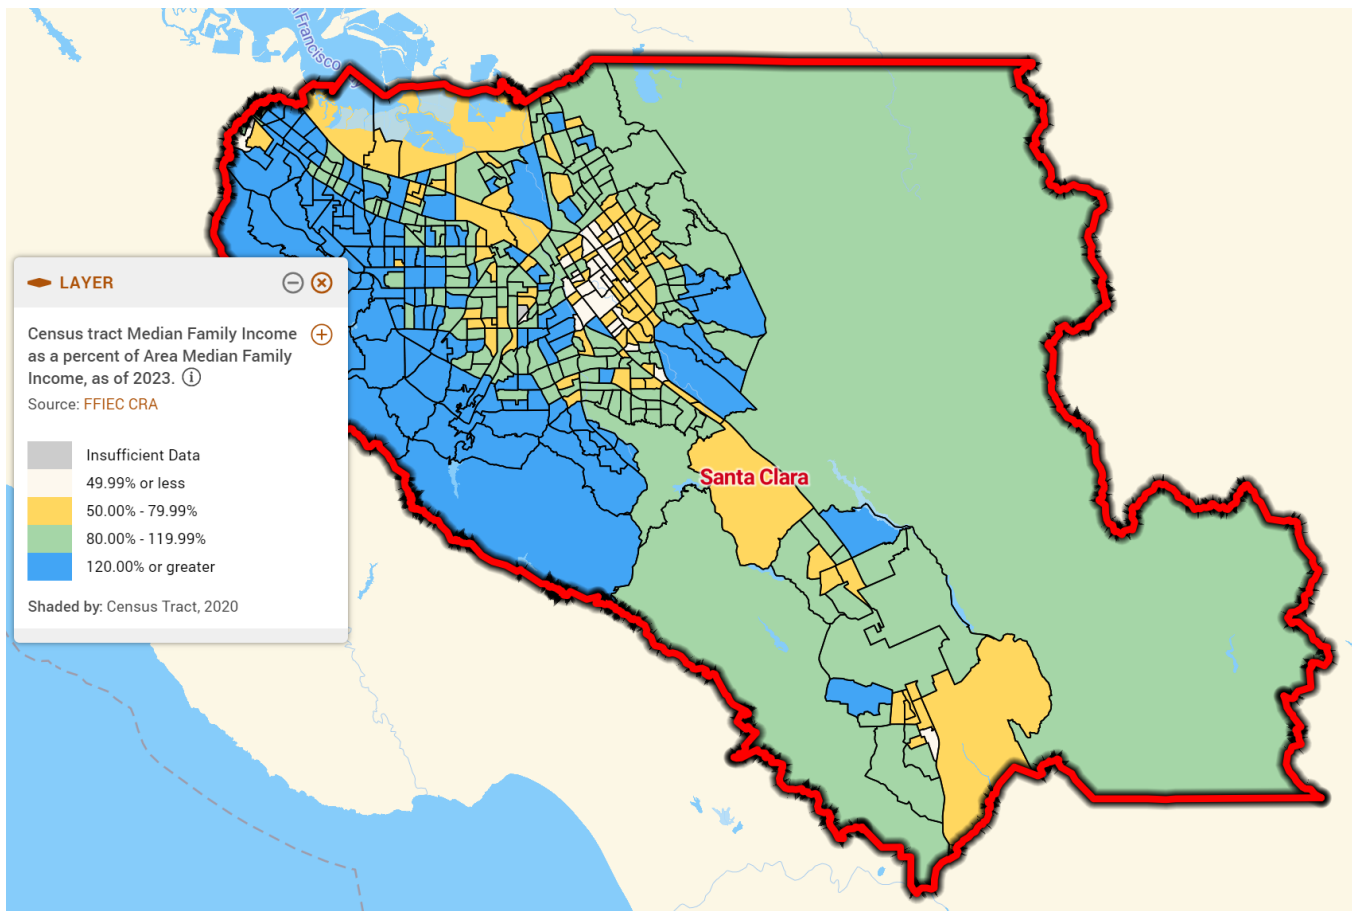 Francisco
LAYER
Census tract Median Family Income
as a percent of Area Median Family
Income, as of 2023.
Source: FFIEC CRA
Insufficient Data
49.99% or less
50.00% - 79.99%
80.00% - 119.99%
120.00% or greater
Shaded by: Census Tract, 2020
Santa Clara